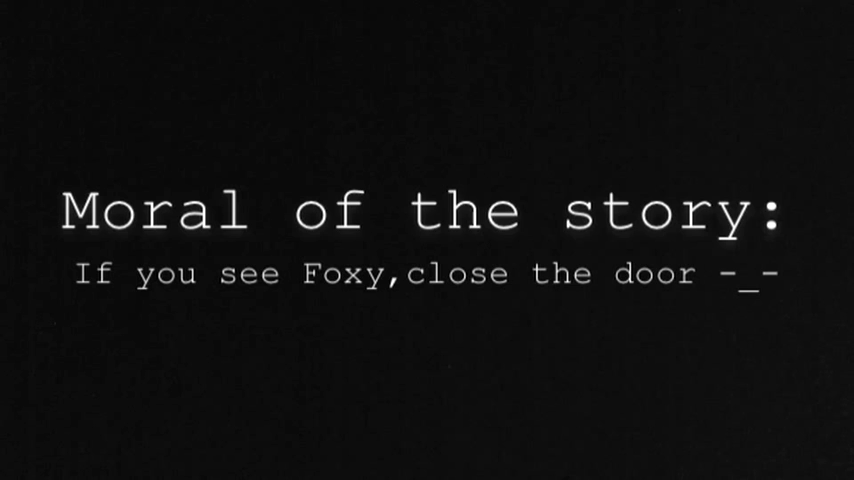 Moral of the story:
If you see Foxy,close the door -_-